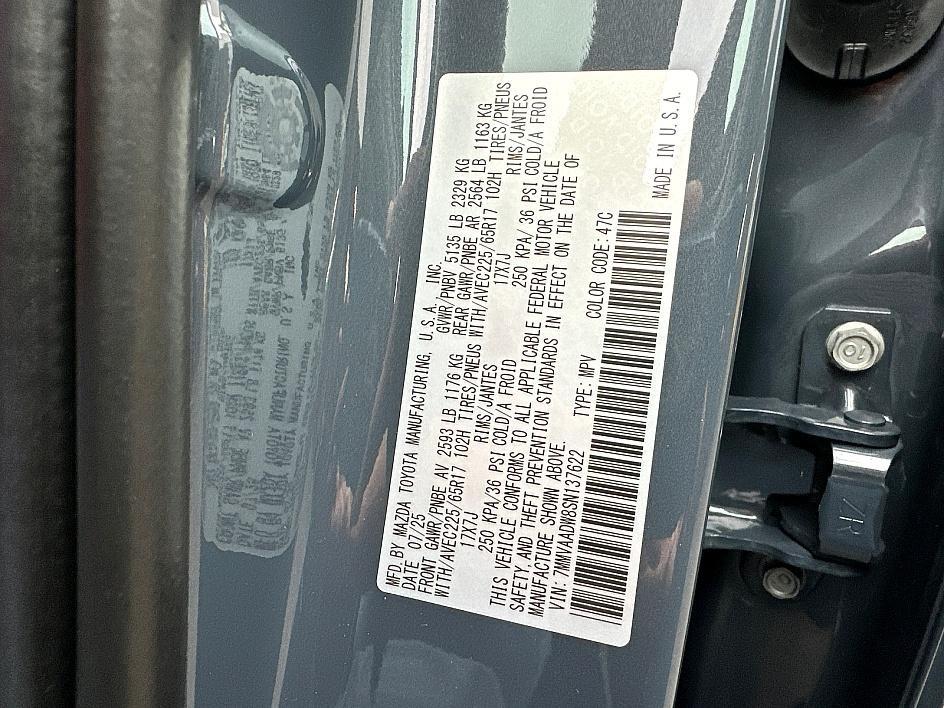 MFD.BY MAZDA TOYOTA MANUFACTURING, U.S.A., INC.
DATE 07/25 GVWR/PNBV 5135 LB 2329 KG
FRONT GAWR/PNBE AV 2593 LB 1176 KG REAR GAWR/PNBE AR 2564 LB 1163 KG
WITH/AVEC225/65R17 102H TIRES/PNEUS WITH/AVEC225/65R17 102H TIRES/PNEUS
17X7J RIMS/JANTES 17X7J RIMS/JANTES
250 KPA/36 PSI COLD/A FROID 250 KPA/ 36 PSI COLD/A FROID
THIS VEHICLE CONFORMS TO ALL APPLICABLE FEDERAL MOTOR VEHICLE
SAFETY AND THEFT PREVENTION STANDARDS IN EFFECT ON THE DATE OF
MANUFACTURE SHOWN ABOVE.
VIN: 7MMVAADW8SN137622 TYPE: MPV COLOR CODE: 47C
MADE IN U.S.A.
10
ZR